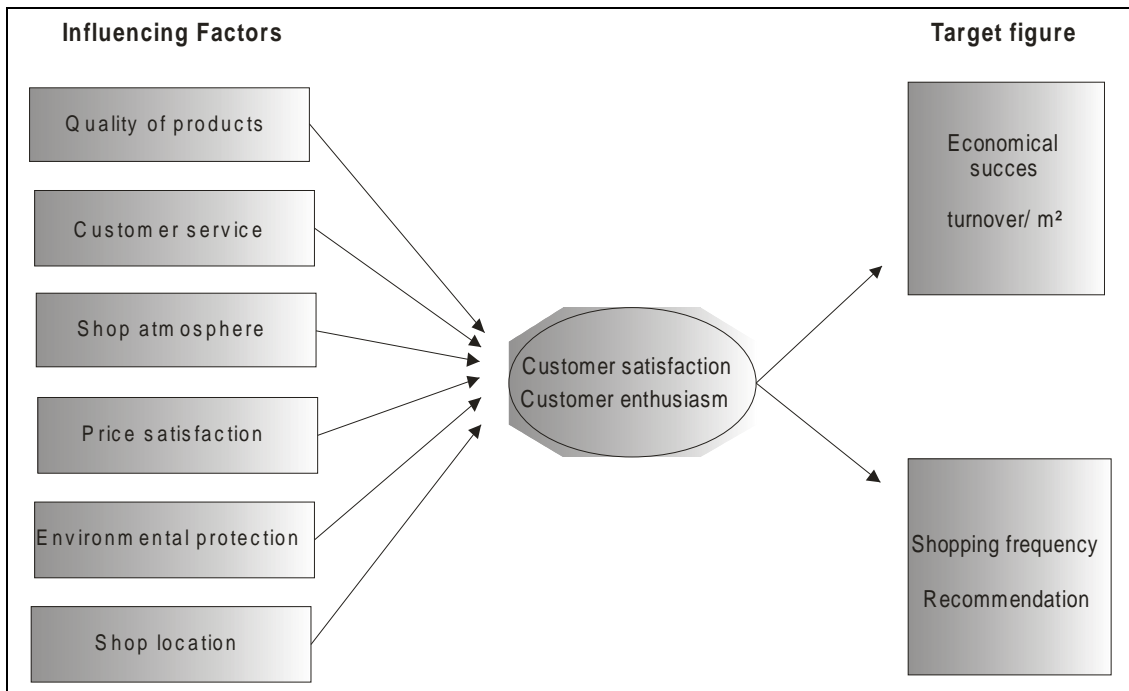 Influencing Factors
Target figure
Quality of products
Customer service
Shop atmosphere
Price satisfaction
Environmental protection
Shop location
Customer satisfaction
Customer enthusiasm
Economical
succes
turnover/ m²
Shopping frequency
Recommendation